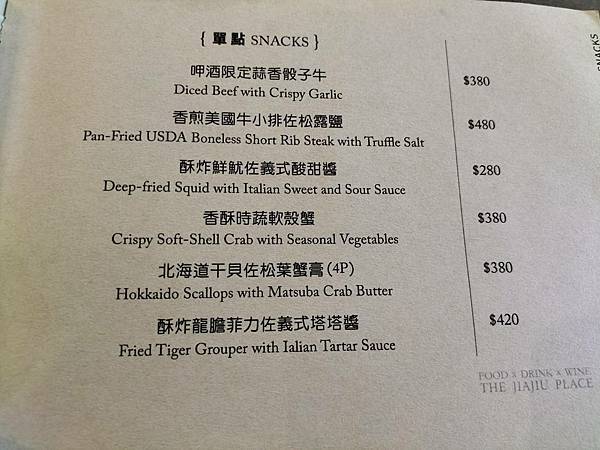 { 單點 SNACKS }
呷酒限定蒜香骰子牛
Diced Beef with Crispy Garlic
$380
香煎美國牛小排佐松露鹽
Pan-Fried USDA Boneless Short Rib Steak with Truffle Salt
$480
酥炸鮮魷佐義式酸甜醬
Deep-fried Squid with Italian Sweet and Sour Sauce
$280
香酥時蔬軟殼蟹
Crispy Soft-Shell Crab with Seasonal Vegetables
$380
北海道干貝佐松葉蟹膏(4P)
Hokkaido Scallops with Matsuba Crab Butter
$380
酥炸龍膽菲力佐義式塔塔醬
Fried Tiger Grouper with Ialian Tartar Sauce
$420
FOOD x DRINK x WINE
THE JIAJIU PLACE
SNACKS